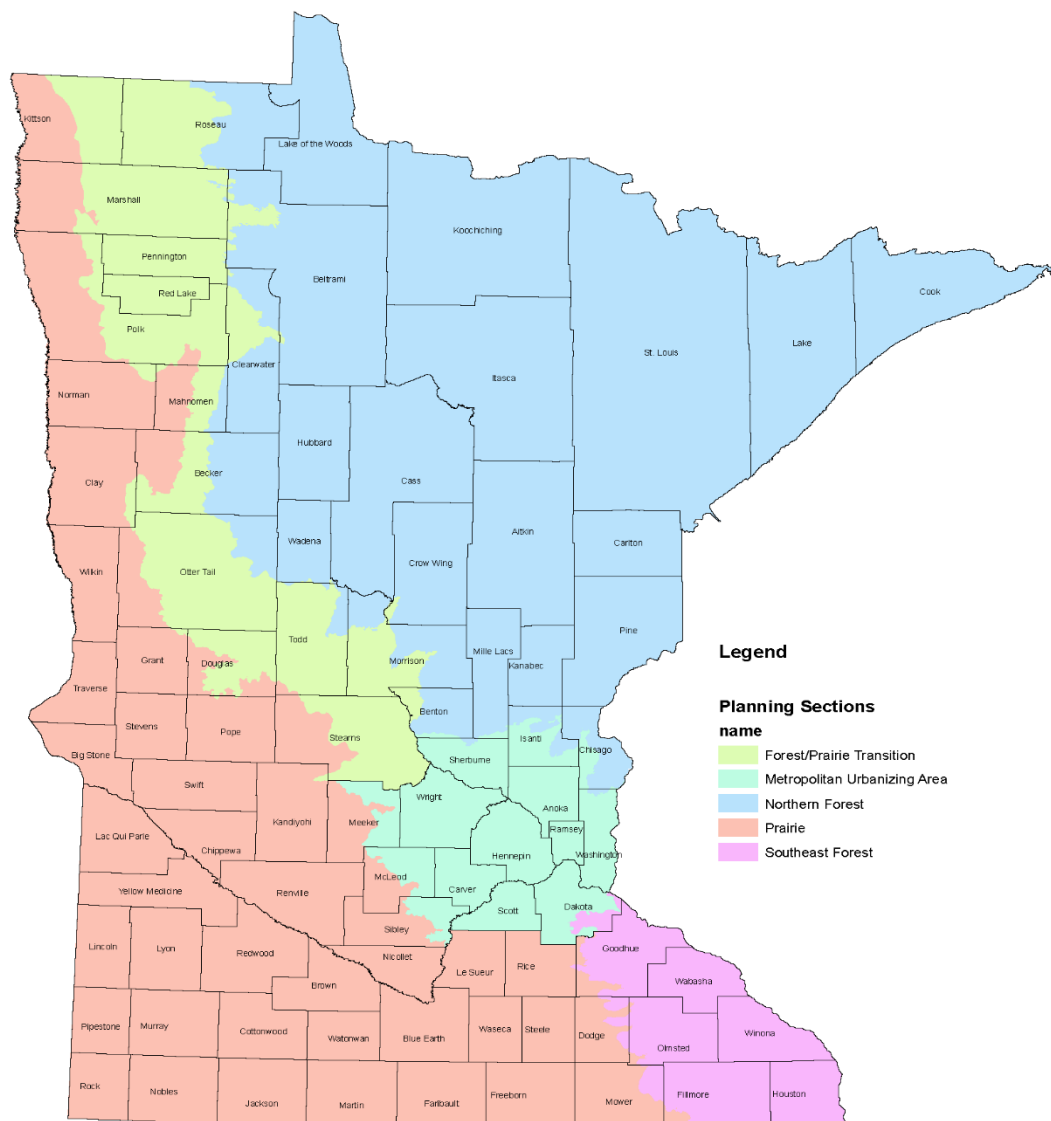 Kittson
Roseau
Lake of the Woods
Marshall
Koochiching
Pennington
Beltrami
Red Lake
Cook
Polk
Lake
St. Louis
Clearwater
Itasca
Norman
Mahnomen
Hubbard
Becker
Cass
Clay
Aitkin
Wadena
Carlton
Crow Wing
Wilkin
Otter Tail
Pine
Todd
Mille Lacs
Legend
Grant
Douglas
Morrison
Kanabec
Traverse
Planning Sections
Benton
Stevens
Pope
name
Stearns
Isanti
Chisago
Big Stone
Forest/Prairie Transition
Sherburne
Metropolitan Urbanizing Area
Swift
Wright
Northern Forest
Anoka
Kandiyohi
Meeker
Prairie
Ramsey
Lac Qui Parle
Chippewa
Hennepin
Washington
Southeast Forest
McLeod
Yellow Medicine
Renville
Carver
Scott
Dakota
Sibley
Lincoln
Lyon
Redwood
Nicollet
Goodhue
Le Sueur
Rice
Wabasha
Brown
Pipestone
Murray
Cottonwood
Watonwan
Blue Earth
Waseca
Steele
Dodge
Winona
Olmsted
Rock
Nobles
Jackson
Martin
Faribault
Freeborn
Mower
Fillmore
Houston